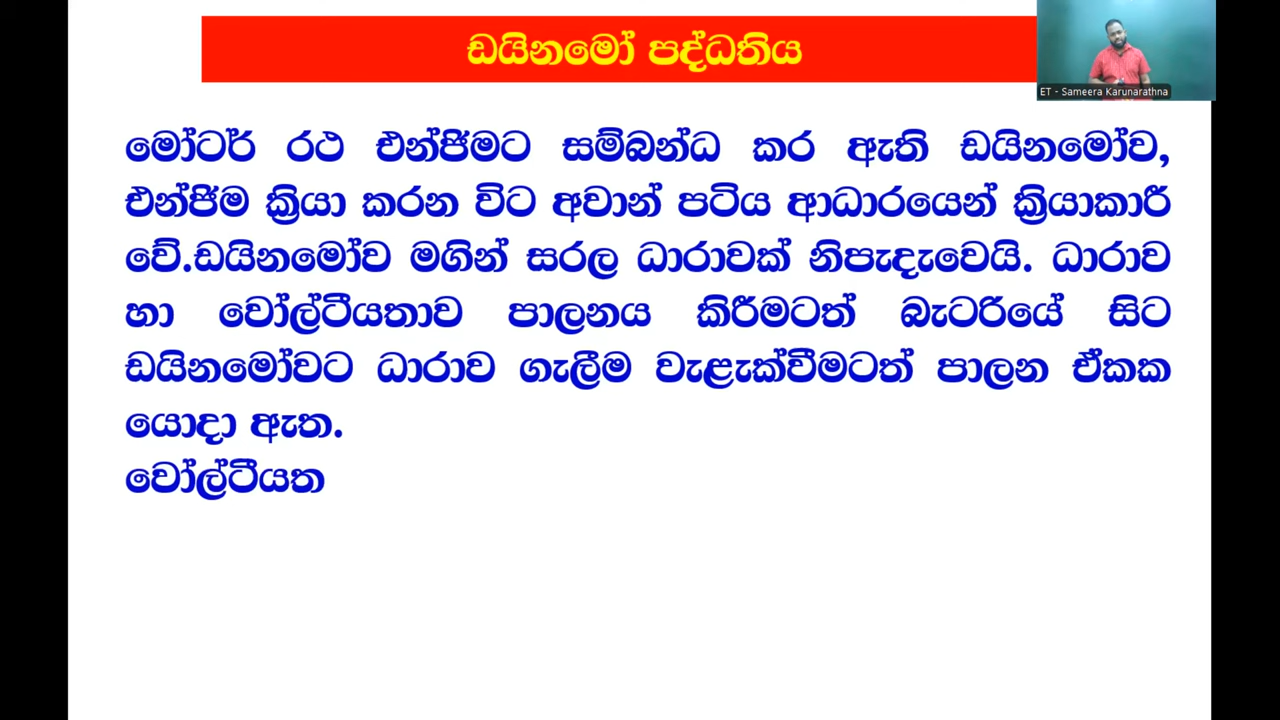 ඩයිනමෝ පද්ධතිය
ET - Sameera Karunarathna
මෝටර් රථ එන්ජිමට සම්බන්ධ කර ඇති ඩයිනමෝව,
එන්ජිම ක්‍රියා කරන විට අවාන් පටිය ආධාරයෙන් ක්‍රියාකාරී
වේ.ඩයිනමෝව මගින් සරල ධාරාවක් නිපැදැවෙයි. ධාරාව
හා වෝල්ටීයතාව පාලනය කිරීමටත් බැටරියේ සිට
ඩයිනමෝවට ධාරාව ගැලීම වැළැක්වීමටත් පාලන ඒකක
යොදා ඇත.
වෝල්ටීයත